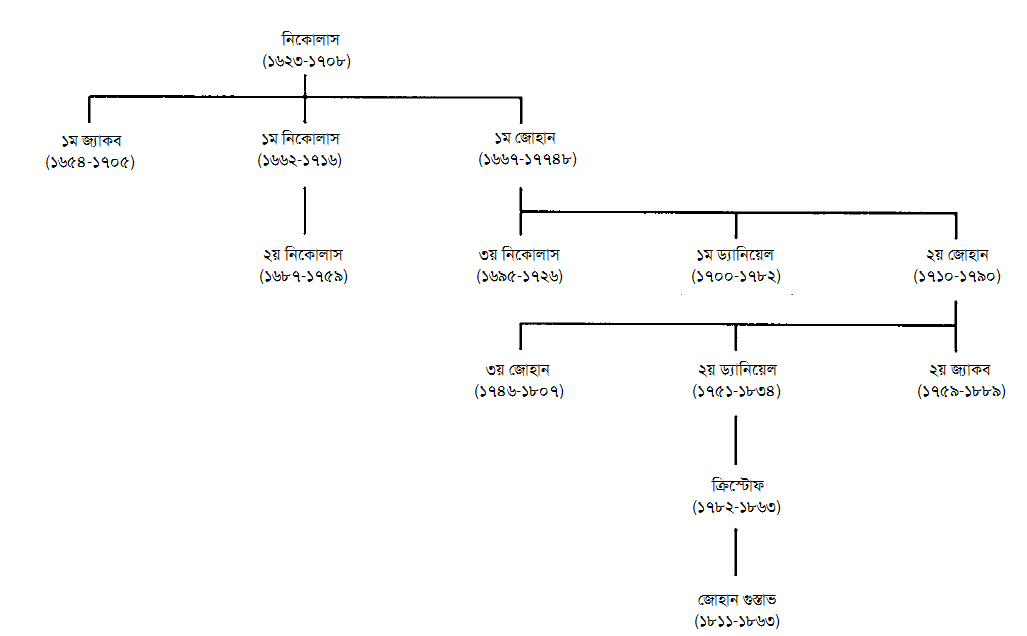 নিকোলাস
(১৬২৩-১৭০৮)
১ম জ্যাকব
(১৬৫৪-১৭০৫)
১ম নিকোলাস
(১৬৬২-১৭১৬)
১ম জোহান
(১৬৬৭-১৭৭৪৮)
২য় নিকোলাস
(১৬৮৭-১৭৫৯)
৩য় নিকোলাস
(১৬৯৫-১৭২৬)
১ম ড্যানিয়েল
(১৭০০-১৭৮২)
২য় জোহান
(১৭১০-১৭৯০)
৩য় জোহান
(১৭৪৬-১৮০৭)
২য় ড্যানিয়েল
(১৭৫১-১৮৩৪)
২য় জ্যাকব
(১৭৫৯-১৮৮৯)
ক্রিস্টোফ
(১৭৮২-১৮৬৩)
জোহান গুস্তাভ
(১৮১১-১৮৬৩)